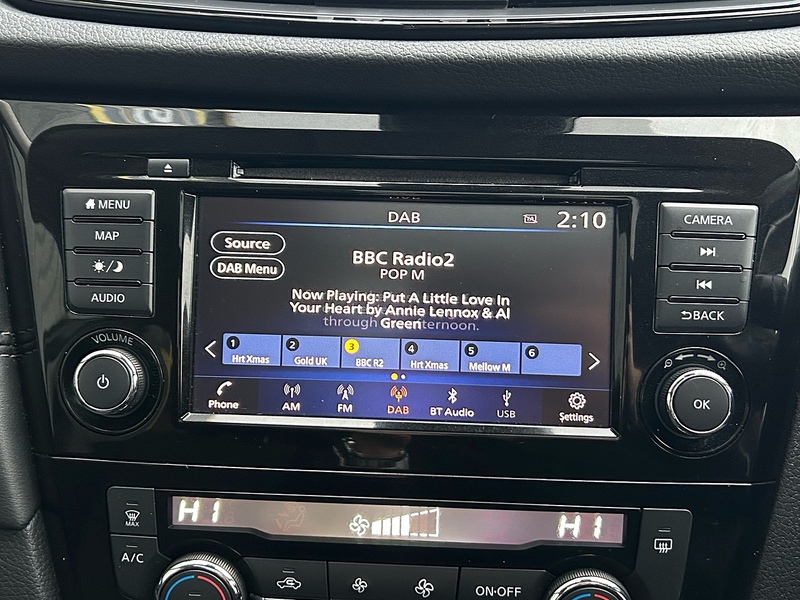 MENU
MAP
AUDIO
VOLUME
DAB
TA
2:10
Source
DAB Menu
BBC Radio2
POP M
Now Playing: Put A Little Love In
Your Heart by Annie Lennox & Al
through Green ternoon.
1 Hrt Xmas
2 Gold UK
3 BBC R2
4 Hrt Xmas
5 Mellow M
6
Phone
AM
FM
DAB
BT Audio
USB
Settings
CAMERA
BACK
OK
HI
HI
MAX
A/C
ON·OFF